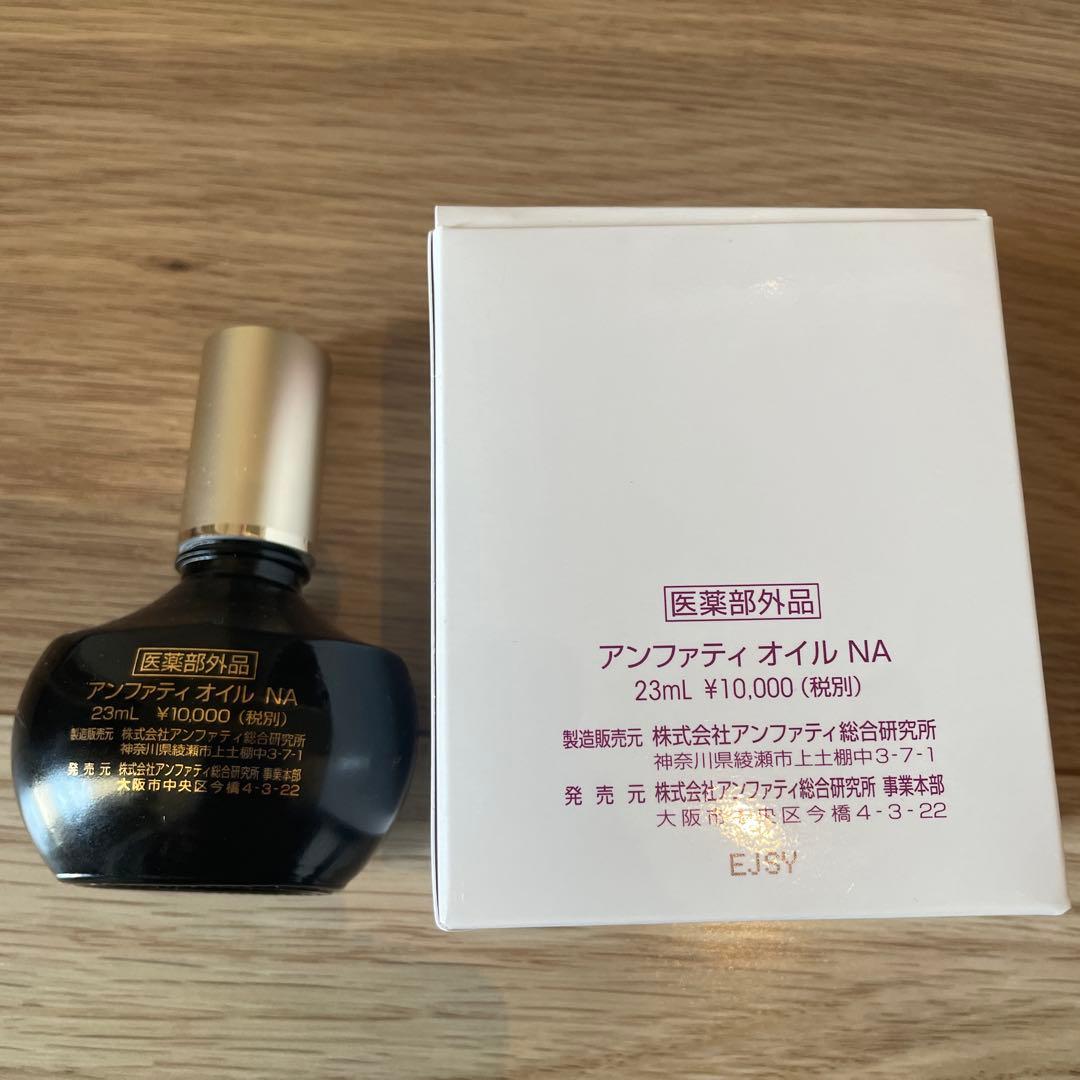 医薬部外品
アンファティ オイル NA
23mL ¥10,000(税別)
製造販売元 株式会社アンファティ総合研究所
神奈川県綾瀬市上土棚中3-7-1
発売元 株式会社アンファティ総合研究所 事業本部
大阪市中央区今橋4-3-22
医薬部外品
アンファティ オイル NA
23mL ¥10,000(税別)
製造販売元 株式会社アンファティ総合研究所
神奈川県綾瀬市上土棚中3-7-1
発売元 株式会社アンファティ総合研究所 事業本部
大阪市中央区今橋4-3-22
EJSY